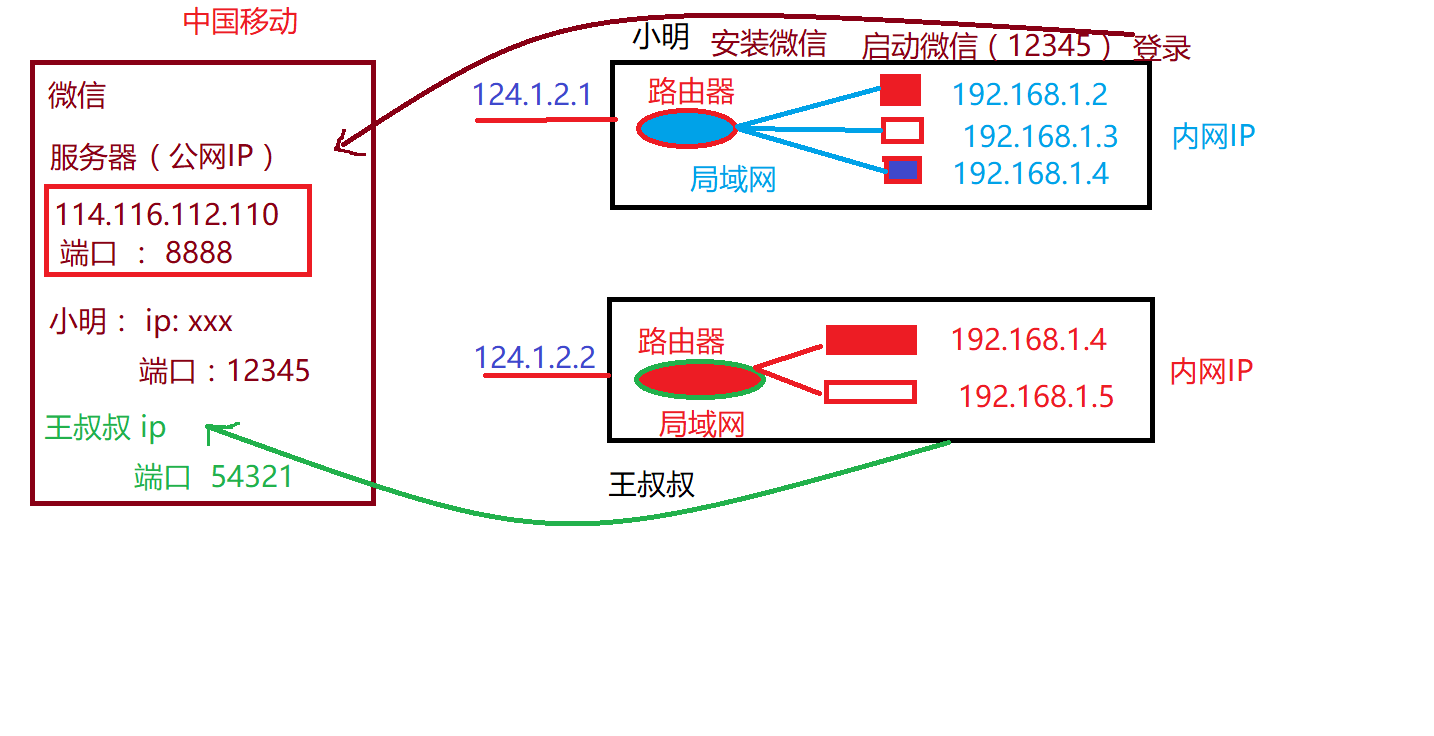 中国移动
微信
服务器（公网IP）
114.116.112.110
端口 ： 8888
小明： ip: xxx
端口：12345
王叔叔 ip
端口 54321
小明 安装微信 启动微信（12345） 登录
124.1.2.1
路由器
局域网
192.168.1.2
192.168.1.3
192.168.1.4
内网IP
124.1.2.2
路由器
局域网
192.168.1.4
192.168.1.5
内网IP
王叔叔